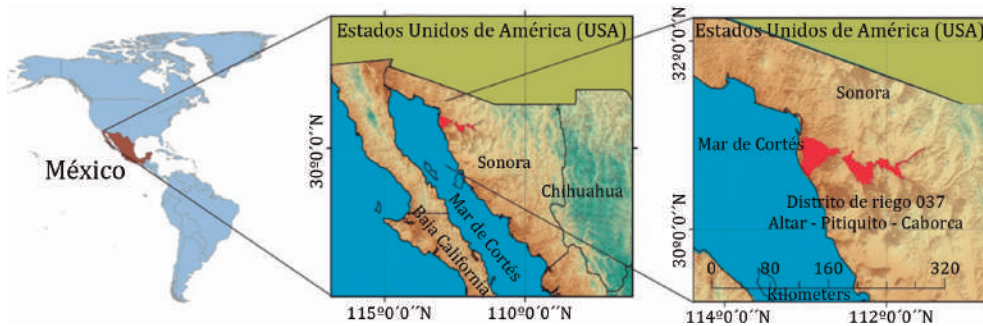 México
Estados Unidos de América (USA)
30º0´0´´N
Sonora
Chihuahua
Baja California
Mar de Cortés
115º0´0´´N
110º0´0´´N
Estados Unidos de América (USA)
32º0´0´´N
Sonora
Mar de Cortés
Distrito de riego 037
Altar - Pitiquito - Caborca
30º0´0´´N
0 80 160 320
Kilometers
114º0´0´´N
112º0´0´´N